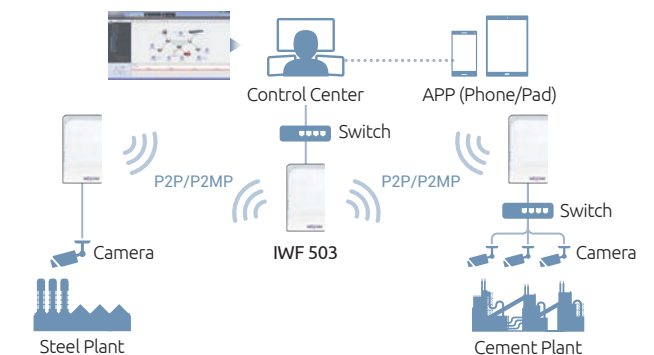 Control Center
APP (Phone/Pad)
Switch
P2P/P2MP
P2P/P2MP
Switch
Camera
IWF 503
Camera
Steel Plant
Cement Plant